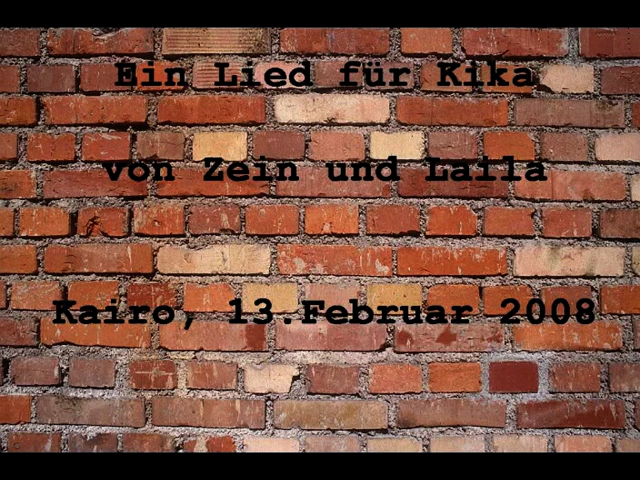 Ein Lied für Kika
von Zein und Laila
Kairo, 13.Februar 2008